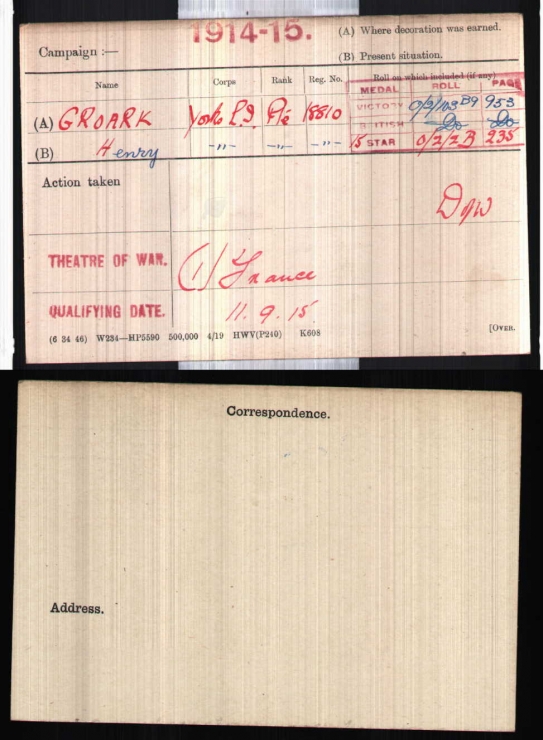 1914-15.
(A) Where decoration was earned.
Campaign :—
(B) Present situation.
Name Corps Rank Reg. No. Roll on which included (if any)
MEDAL ROLL PAGE
(A) GROARK Yorks L.I. Pte 18810 VICTORY 0/2/103 B9 953
(B) Henry -"- -"- -"- BRITISH Do Do
15 STAR 0/2/2B 235
Action taken
DofW
THEATRE OF WAR. (1) France
QUALIFYING DATE. 11.9.15
(6 34 46) W234—HP5590 500,000 4/19 HWV(P240) K608 [OVER.
Correspondence.
Address.